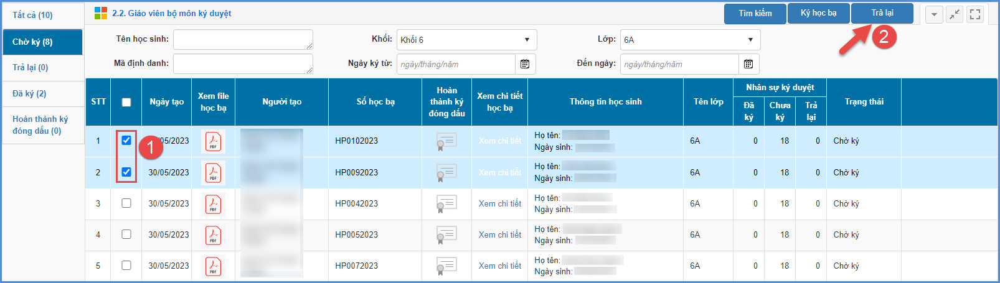 Tất cả (10)
Chờ ký (8)
Trả lại (0)
Đã ký (2)
Hoàn thành ký
đóng dấu (0)
2.2. Giáo viên bộ môn ký duyệt
Tìm kiếm
Ký học bạ
Trả lại
2
Tên học sinh:
Khối:
Khối 6
Lớp:
6A
Mã định danh:
Ngày ký từ:
ngày/tháng/năm
Đến ngày:
ngày/tháng/năm
STT
Ngày tạo
Xem file
học bạ
Người tạo
Số học bạ
Hoàn
thành ký
đóng dấu
Xem chi tiết
học bạ
Thông tin học sinh
Tên lớp
Nhân sự ký duyệt
Đã
ký
Chưa
ký
Trả
lại
Trạng thái
1
1
/05/2023
PDF
HP0102023
Xem chi tiết
Họ tên:
Ngày sinh:
6A
0
18
0
Chờ ký
2
30/05/2023
PDF
HP0092023
Xem chi tiết
Họ tên:
Ngày sinh:
6A
0
18
0
Chờ ký
3
30/05/2023
PDF
HP0042023
Xem chi tiết
Họ tên:
Ngày sinh:
6A
0
18
0
Chờ ký
4
30/05/2023
PDF
HP0052023
Xem chi tiết
Họ tên:
Ngày sinh:
6A
0
18
0
Chờ ký
5
30/05/2023
PDF
HP0072023
Xem chi tiết
Họ tên:
Ngày sinh:
6A
0
18
0
Chờ ký